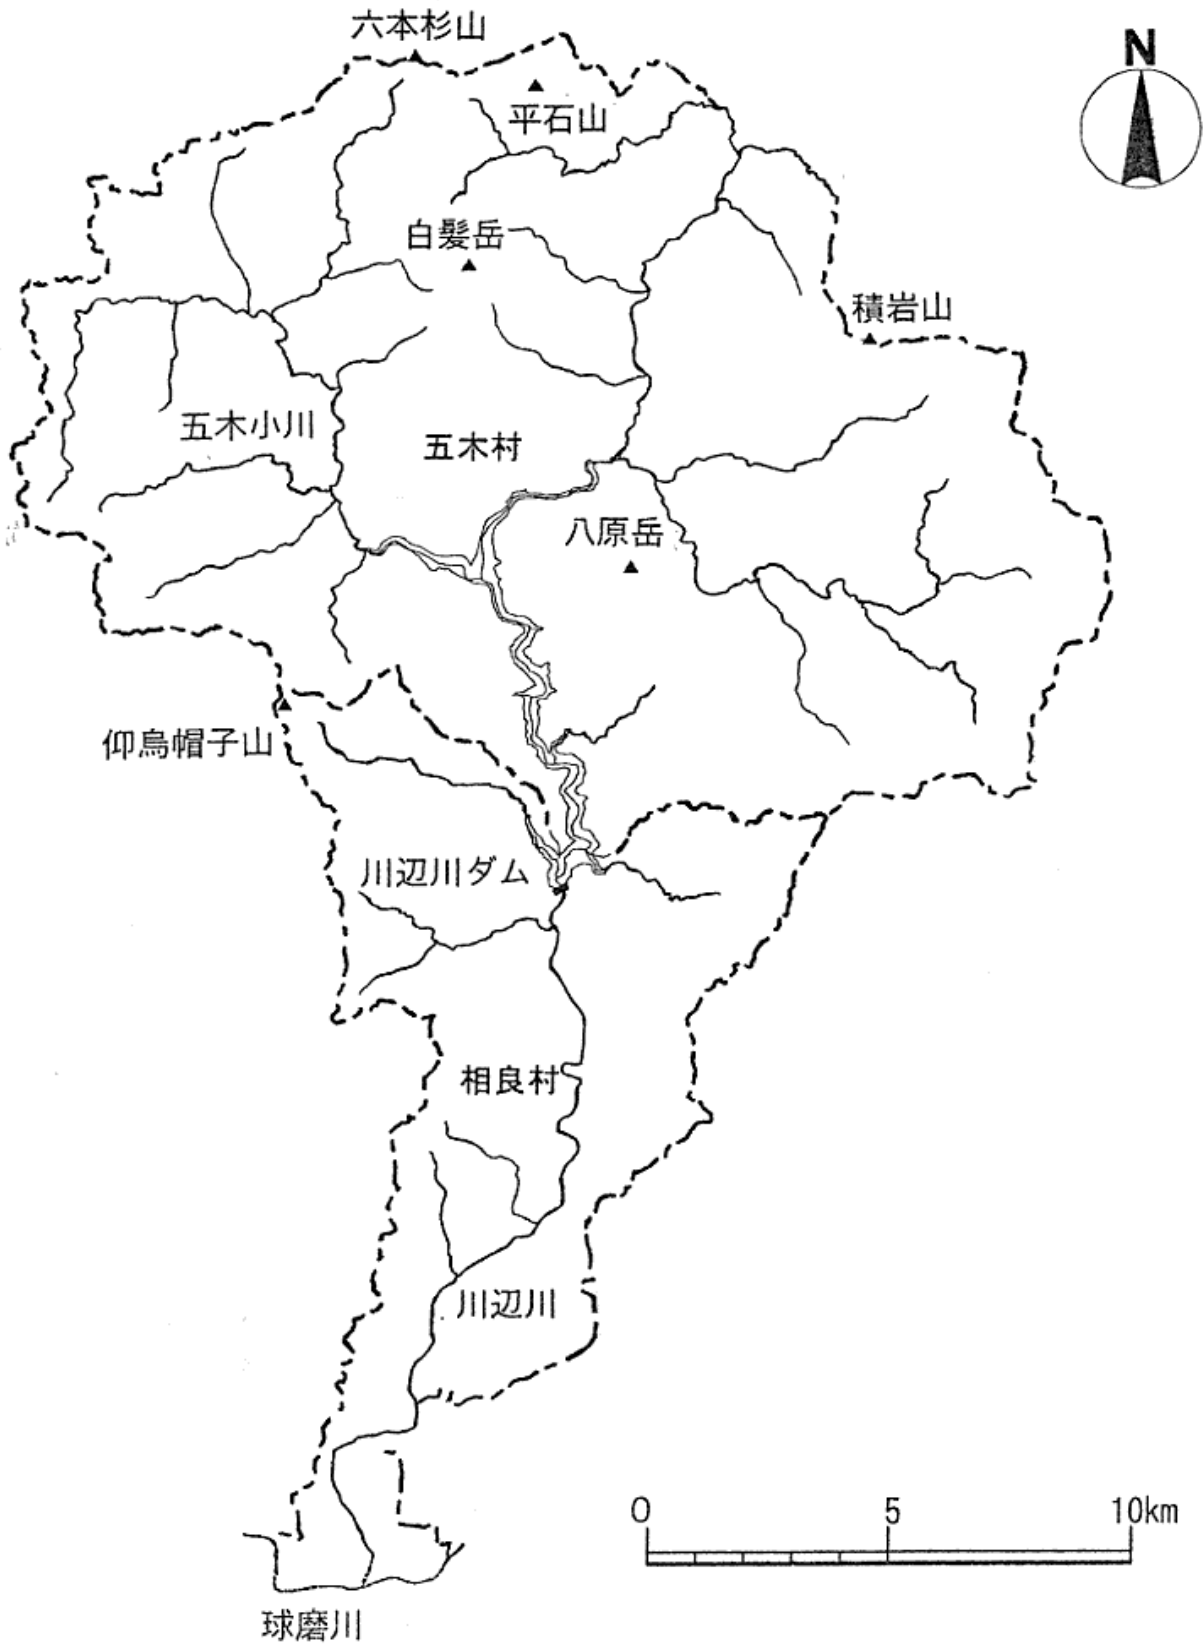 六本杉山
N
平石山
白髪岳
積岩山
五木小川
五木村
八原岳
仰烏帽子山
川辺川ダム
相良村
川辺川
0 5 10km
球磨川